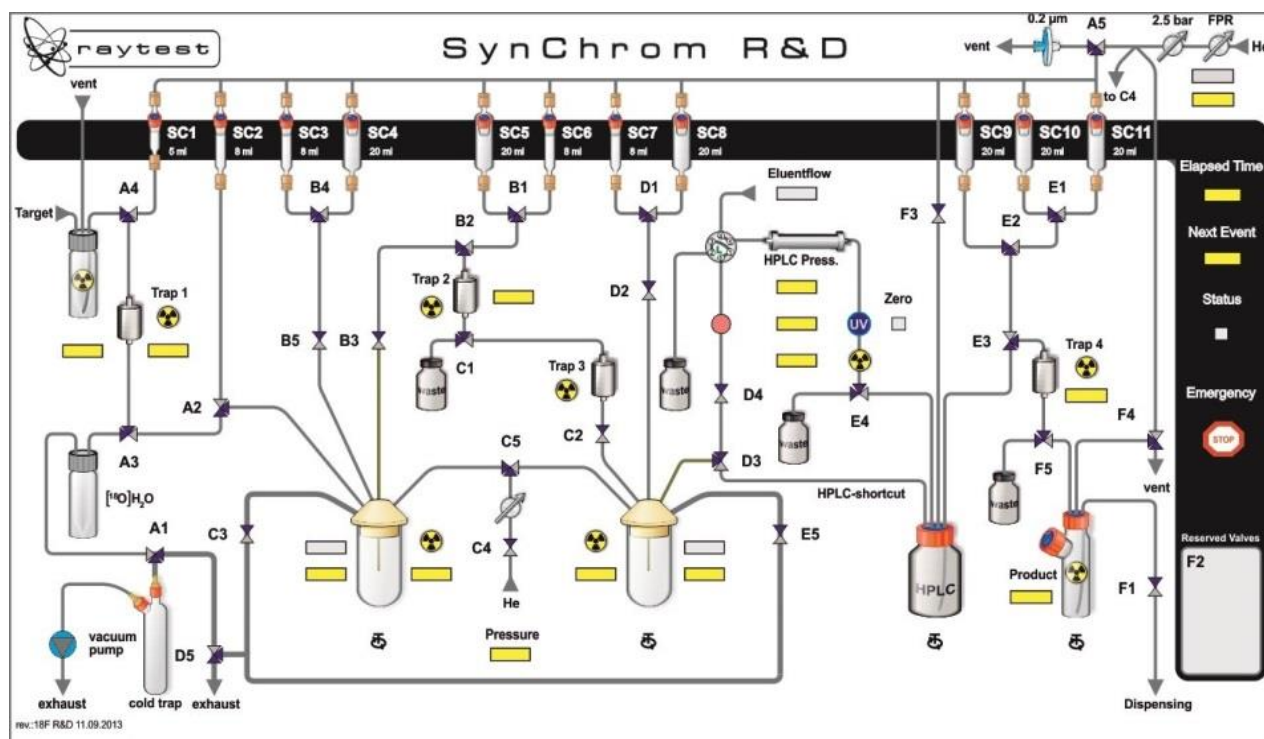 raytest
SynChrom R&D
0.2 µm
A5
2.5 bar
FPR
vent
He
to C4
vent
SC1
5 ml
SC2
8 ml
SC3
8 ml
SC4
20 ml
SC5
20 ml
SC6
8 ml
SC7
8 ml
SC8
20 ml
SC9
20 ml
SC10
20 ml
SC11
20 ml
Elapsed Time
Next Event
Status
Emergency
STOP
Reserved Valves
F2
A4
B4
B1
D1
Eluentflow
E1
Target
B2
F3
E2
Trap 1
Trap 2
HPLC Press.
D2
Zero
UV
B5
B3
C1
waste
Trap 3
waste
E3
Trap 4
A2
A3
C2
D4
E4
waste
F4
[¹⁸O]H₂O
C5
D3
HPLC-shortcut
F5
waste
vent
A1
C3
C4
E5
He
HPLC
Product
F1
vacuum
pump
D5
Pressure
exhaust
cold trap
exhaust
Dispensing
rev.:18F R&D 11.09.2013